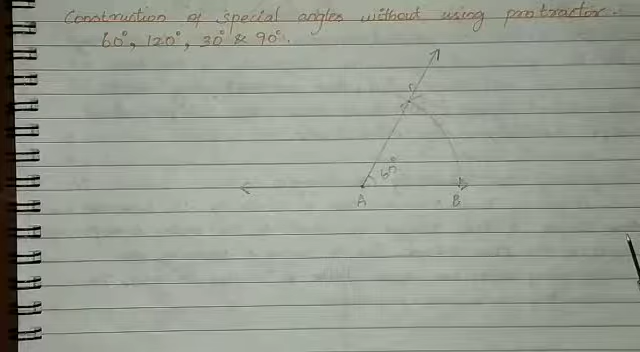 Construction of special angles without using protractor.
60°, 120°, 30° & 90°.
60°
A B